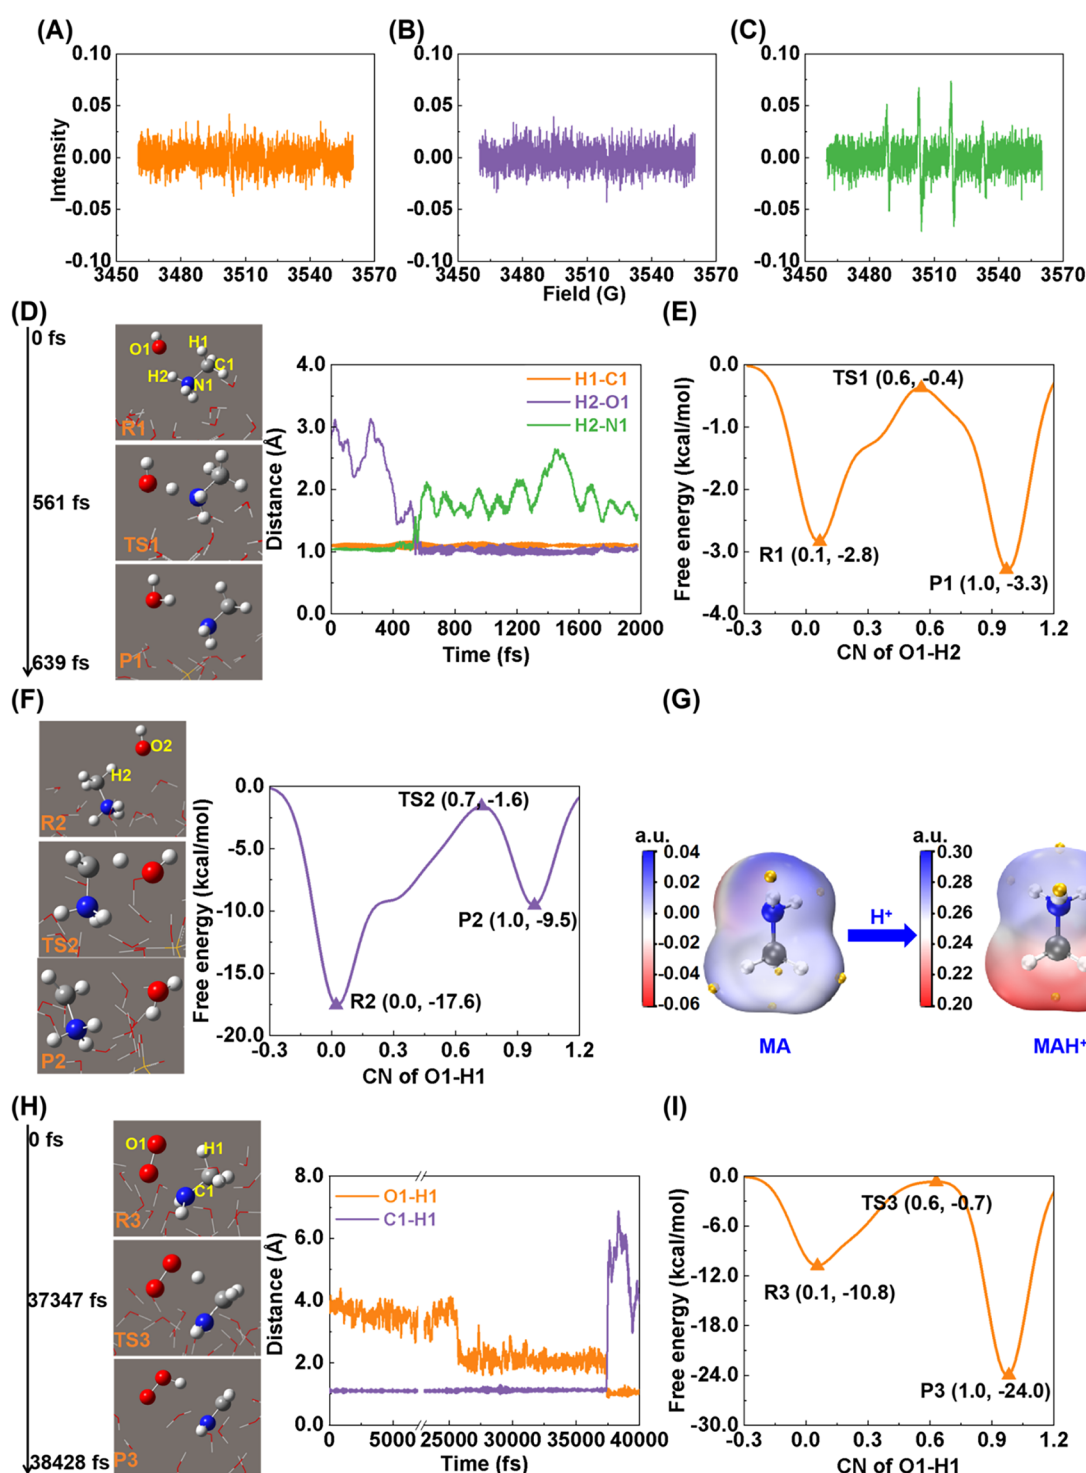 (A)
(B)
(C)
0.10
0.05
0.00
-0.05
-0.10
Intensity
3450 3480 3510 3540 3570
0.10
0.05
0.00
-0.05
-0.10
3450 3480 3510 3540 3570
0.10
0.05
0.00
-0.05
-0.10
3450 3480 3510 3540 3570
Field (G)
(D)
0 fs
561 fs
639 fs
O1
H1
C1
H2
N1
R1
TS1
P1
4.0
3.0
2.0
1.0
0.0
Distance (Å)
H1-C1
H2-O1
H2-N1
0 400 800 1200 1600 2000
Time (fs)
(E)
0.0
-1.0
-2.0
-3.0
-4.0
Free energy (kcal/mol)
TS1 (0.6, -0.4)
R1 (0.1, -2.8)
P1 (1.0, -3.3)
-0.3 0.0 0.3 0.6 0.9 1.2
CN of O1-H2
(F)
O2
H2
R2
TS2
P2
0.0
-5.0
-10.0
-15.0
-20.0
Free energy (kcal/mol)
TS2 (0.7, -1.6)
P2 (1.0, -9.5)
R2 (0.0, -17.6)
-0.3 0.0 0.3 0.6 0.9 1.2
CN of O1-H1
(G)
a.u.
0.04
0.02
0.00
-0.02
-0.04
-0.06
H⁺
a.u.
0.30
0.28
0.26
0.24
0.22
0.20
MA
MAH⁺
(H)
0 fs
37347 fs
38428 fs
O1
H1
C1
R3
TS3
P3
8.0
6.0
4.0
2.0
0.0
Distance (Å)
O1-H1
C1-H1
0 5000 25000 30000 35000 40000
Time (fs)
(I)
0.0
-6.0
-12.0
-18.0
-24.0
-30.0
Free energy (kcal/mol)
TS3 (0.6, -0.7)
R3 (0.1, -10.8)
P3 (1.0, -24.0)
-0.3 0.0 0.3 0.6 0.9 1.2
CN of O1-H1